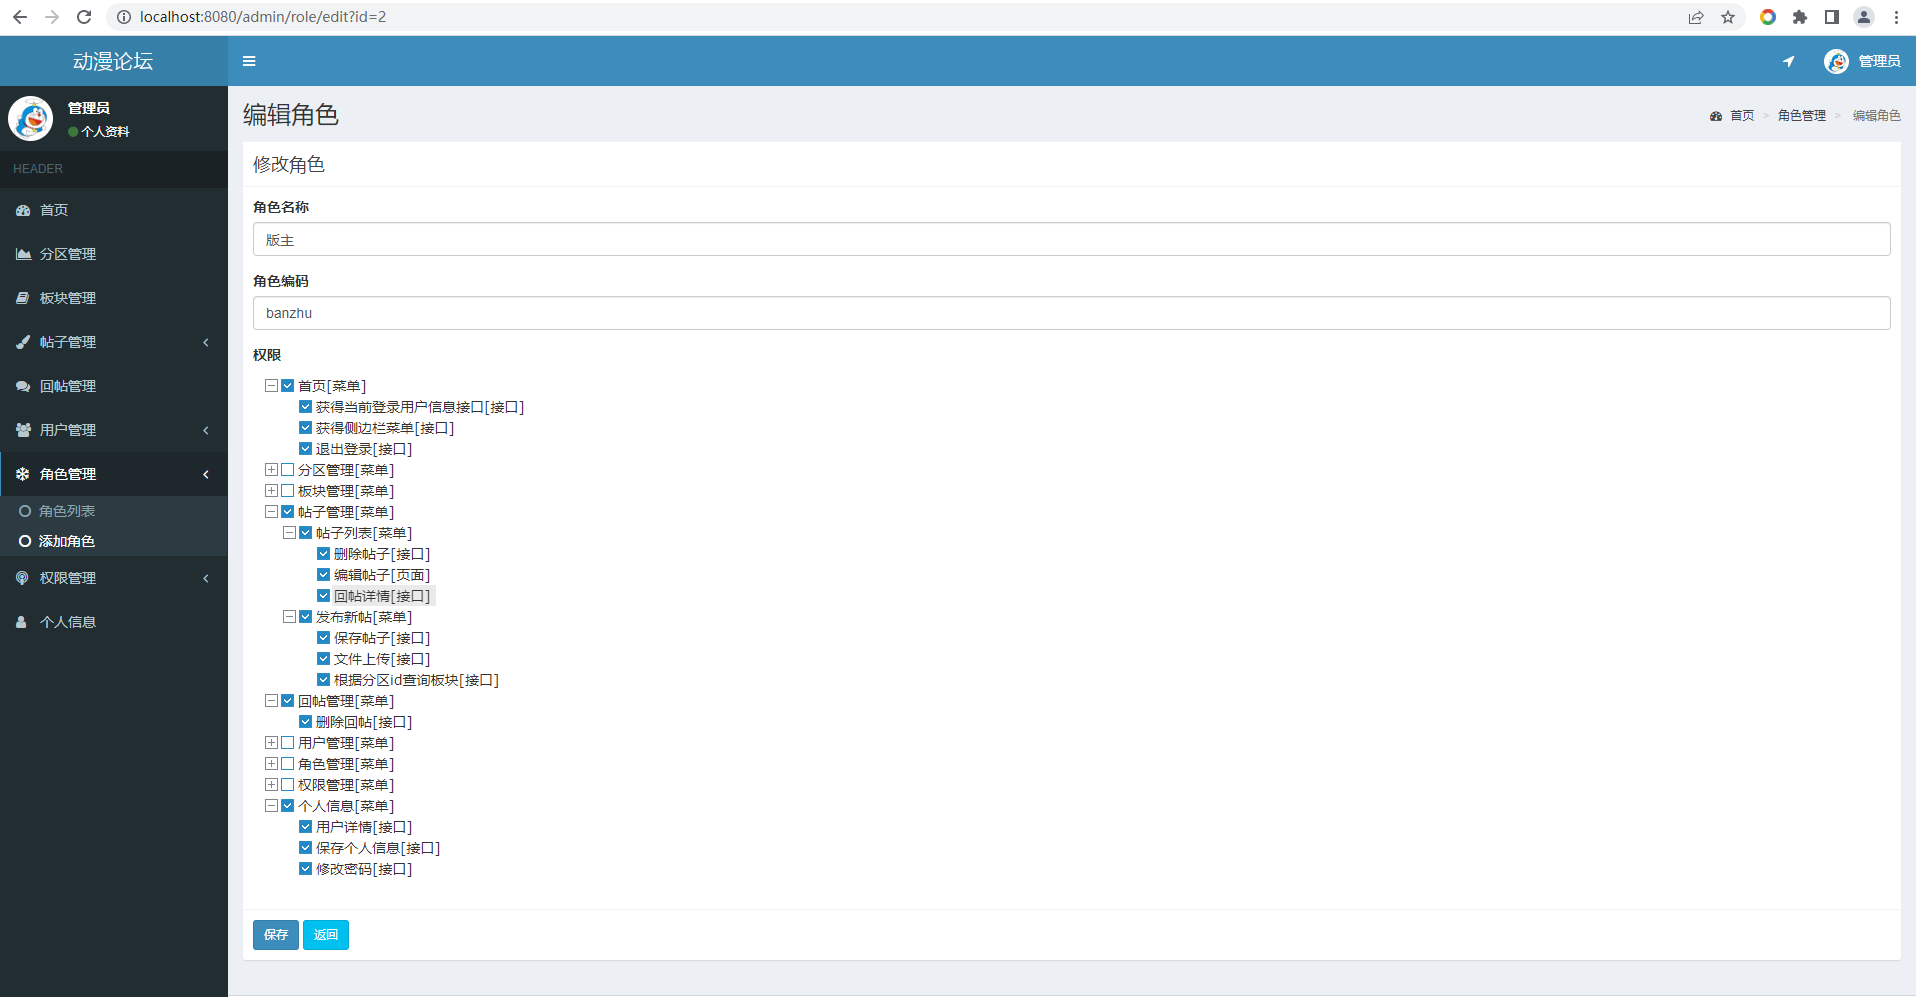 localhost:8080/admin/role/edit?id=2
动漫论坛
管理员
管理员
个人资料
HEADER
首页
分区管理
板块管理
帖子管理
回帖管理
用户管理
角色管理
角色列表
添加角色
权限管理
个人信息
编辑角色
首页 > 角色管理 > 编辑角色
修改角色
角色名称
版主
角色编码
banzhu
权限
首页[菜单]
获得当前登录用户信息接口[接口]
获得侧边栏菜单[接口]
退出登录[接口]
分区管理[菜单]
板块管理[菜单]
帖子管理[菜单]
帖子列表[菜单]
删除帖子[接口]
编辑帖子[页面]
回帖详情[接口]
发布新帖[菜单]
保存帖子[接口]
文件上传[接口]
根据分区id查询板块[接口]
回帖管理[菜单]
删除回帖[接口]
用户管理[菜单]
角色管理[菜单]
权限管理[菜单]
个人信息[菜单]
用户详情[接口]
保存个人信息[接口]
修改密码[接口]
保存 返回